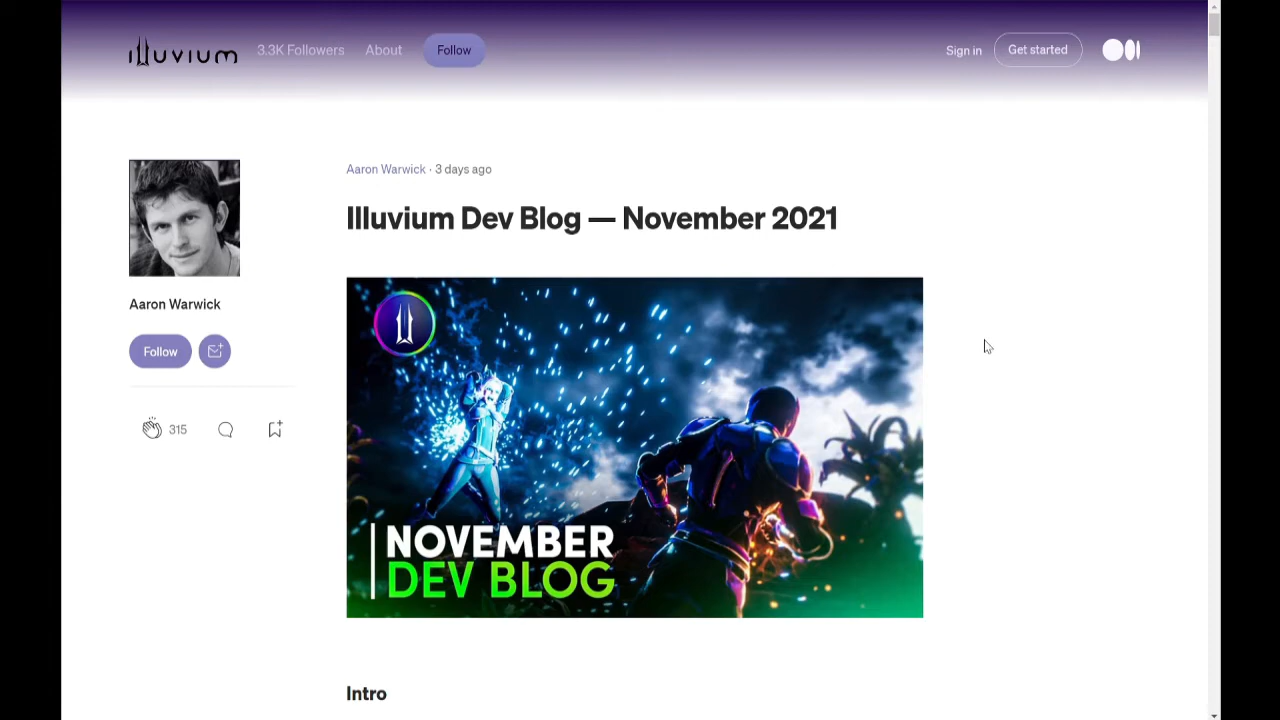 illuvium
3.3K Followers About Follow
Sign in Get started
Aaron Warwick · 3 days ago
Illuvium Dev Blog — November 2021
Aaron Warwick
Follow
315
NOVEMBER
DEV BLOG
Intro